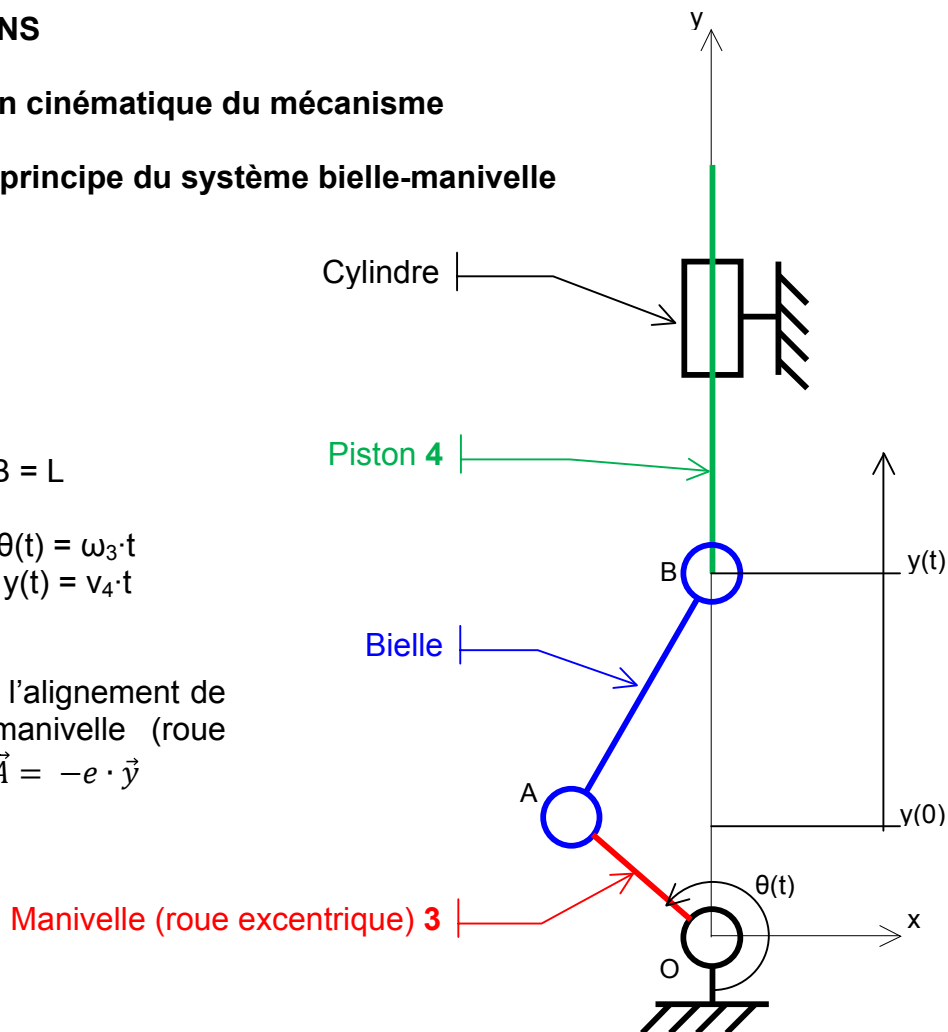 NS
n cinématique du mécanisme
principe du système bielle-manivelle
y
Cylindre
Piston 4
B = L
θ(t) = ω₃·t
y(t) = v₄·t
B
y(t)
Bielle
l’alignement de
manivelle (roue
A⃗ = −e · y⃗
A
y(0)
θ(t)
Manivelle (roue excentrique) 3
x
O